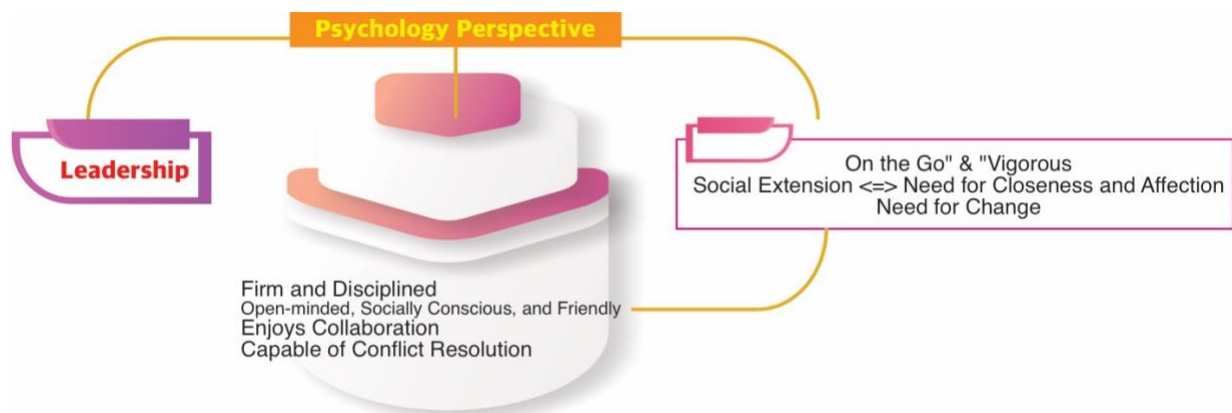 Psychology Perspective
Leadership
On the Go" & "Vigorous
Social Extension <=> Need for Closeness and Affection
Need for Change
Firm and Disciplined
Open-minded, Socially Conscious, and Friendly
Enjoys Collaboration
Capable of Conflict Resolution